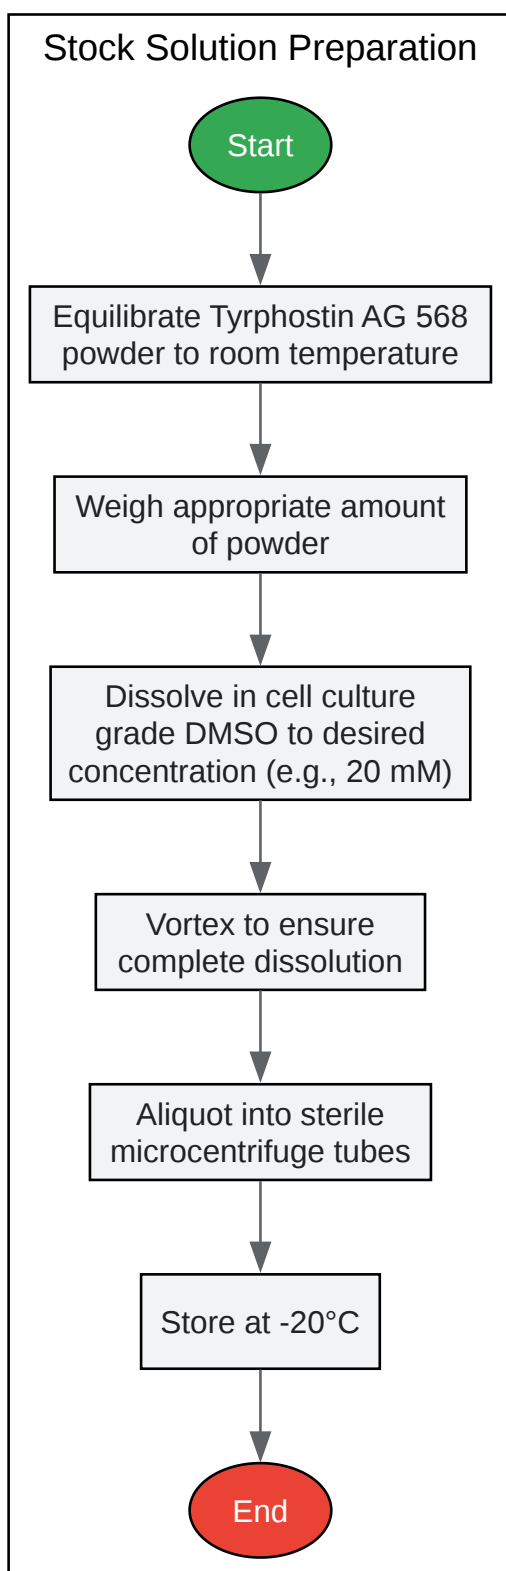 Stock Solution Preparation
Start
Equilibrate Tyrphostin AG 568
powder to room temperature
Weigh appropriate amount
of powder
Dissolve in cell culture
grade DMSO to desired
concentration (e.g., 20 mM)
Vortex to ensure
complete dissolution
Aliquot into sterile
microcentrifuge tubes
Store at -20°C
End